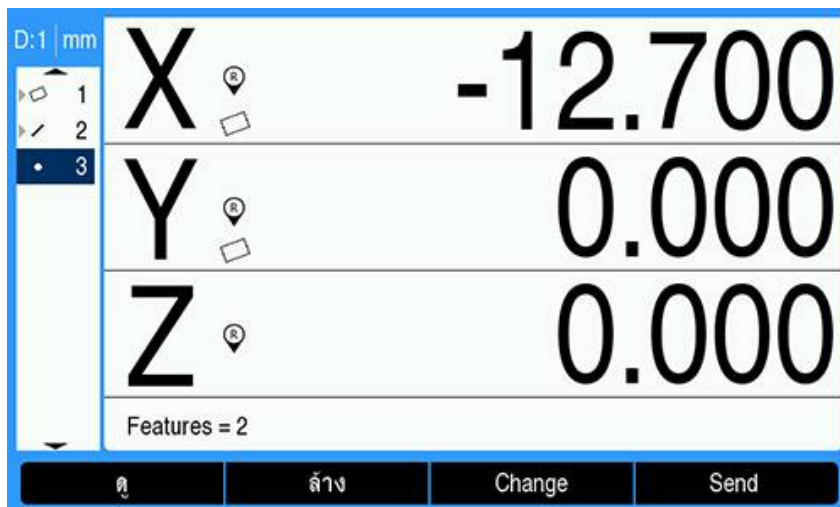 D:1 mm
1
2
3
X R -12.700
Y R 0.000
Z R 0.000
Features = 2
ดู ล้าง Change Send